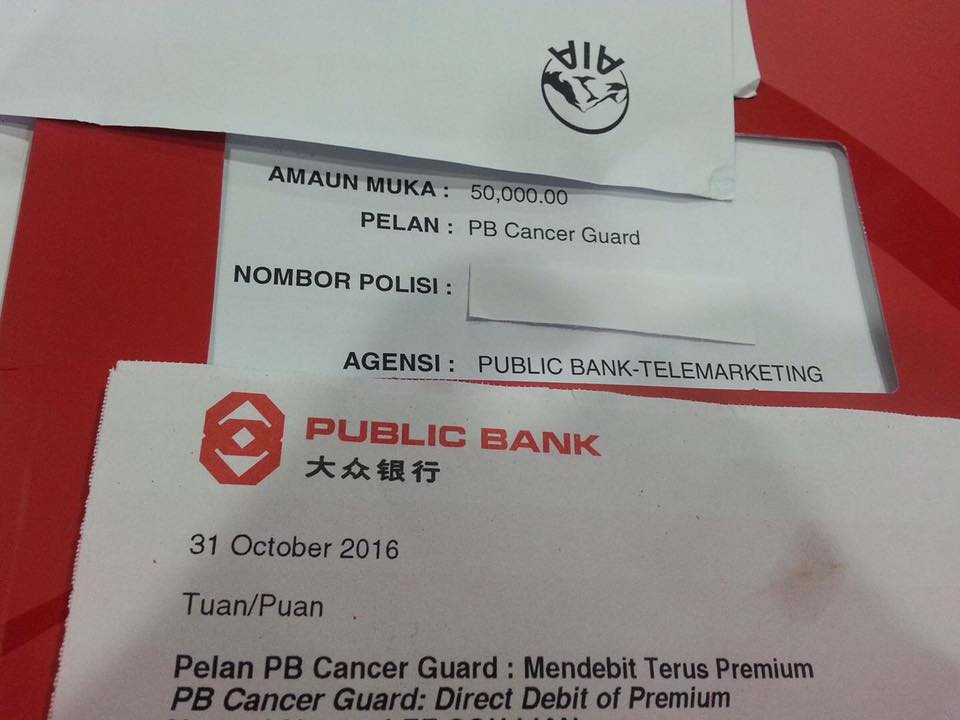 AIA
AMAUN MUKA : 50,000.00
PELAN : PB Cancer Guard
NOMBOR POLISI :
AGENSI : PUBLIC BANK-TELEMARKETING
PUBLIC BANK
大众银行
31 October 2016
Tuan/Puan
Pelan PB Cancer Guard : Mendebit Terus Premium
PB Cancer Guard: Direct Debit of Premium